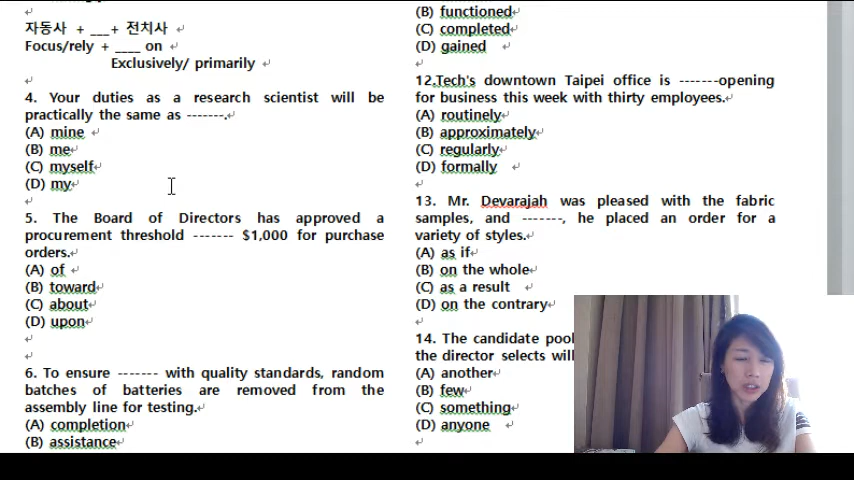 자동사 + ___+ 전치사
Focus/rely + ____ on
Exclusively/ primarily
4. Your duties as a research scientist will be
practically the same as -------.
(A) mine
(B) me
(C) myself
(D) my
5. The Board of Directors has approved a
procurement threshold ------- $1,000 for purchase
orders.
(A) of
(B) toward
(C) about
(D) upon
6. To ensure ------- with quality standards, random
batches of batteries are removed from the
assembly line for testing.
(A) completion
(B) assistance
(B) functioned
(C) completed
(D) gained
12.Tech's downtown Taipei office is -------opening
for business this week with thirty employees.
(A) routinely
(B) approximately
(C) regularly
(D) formally
13. Mr. Devarajah was pleased with the fabric
samples, and -------, he placed an order for a
variety of styles.
(A) as if
(B) on the whole
(C) as a result
(D) on the contrary
14. The candidate pool
the director selects will
(A) another
(B) few
(C) something
(D) anyone